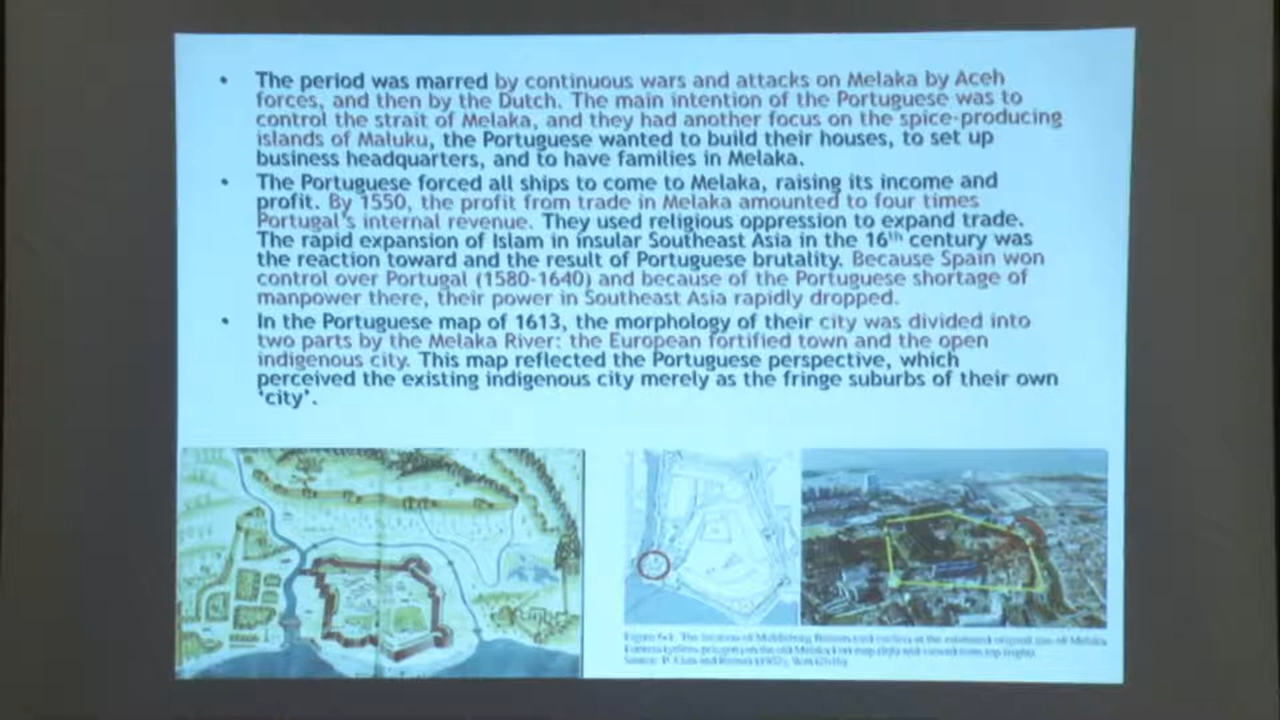 • The period was marred by continuous wars and attacks on Melaka by Aceh
forces, and then by the Dutch. The main intention of the Portuguese was to
control the strait of Melaka, and they had another focus on the spice-producing
islands of Maluku, the Portuguese wanted to build their houses, to set up
business headquarters, and to have families in Melaka.
• The Portuguese forced all ships to come to Melaka, raising its income and
profit. By 1550, the profit from trade in Melaka amounted to four times
Portugal's internal revenue. They used religious oppression to expand trade.
The rapid expansion of Islam in insular Southeast Asia in the 16th century was
the reaction toward and the result of Portuguese brutality. Because Spain won
control over Portugal (1580-1640) and because of the Portuguese shortage of
manpower there, their power in Southeast Asia rapidly dropped.
• In the Portuguese map of 1613, the morphology of their city was divided into
two parts by the Melaka River: the European fortified town and the open
indigenous city. This map reflected the Portuguese perspective, which
perceived the existing indigenous city merely as the fringe suburbs of their own
'city'.